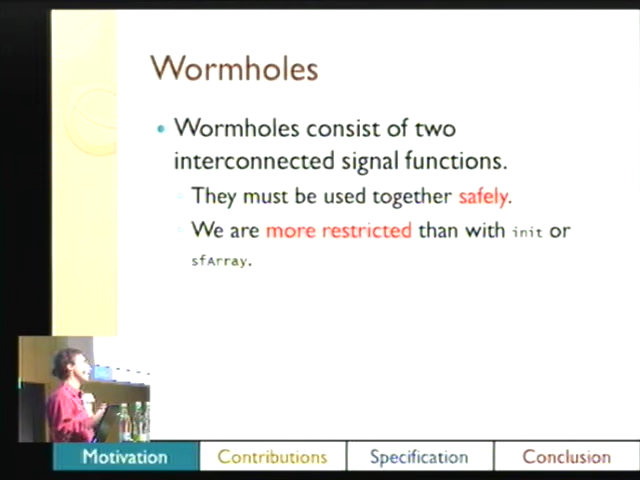 Wormholes
Wormholes consist of two
interconnected signal functions.
They must be used together safely.
We are more restricted than with init or
sfArray.
Motivation Contributions Specification Conclusion